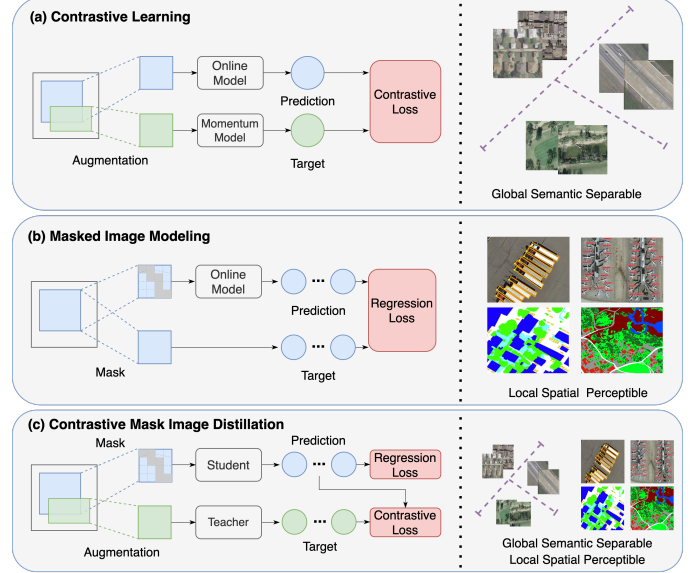 (a) Contrastive Learning
Online
Model
Prediction
Contrastive
Loss
Momentum
Model
Augmentation
Target
Global Semantic Separable
(b) Masked Image Modeling
Online
Model
Prediction
Regression
Loss
Mask
Target
Local Spatial Perceptible
(c) Contrastive Mask Image Distillation
Mask
Prediction
Student
Regression
Loss
Teacher
Contrastive
Loss
Augmentation
Target
Global Semantic Separable
Local Spatial Perceptible